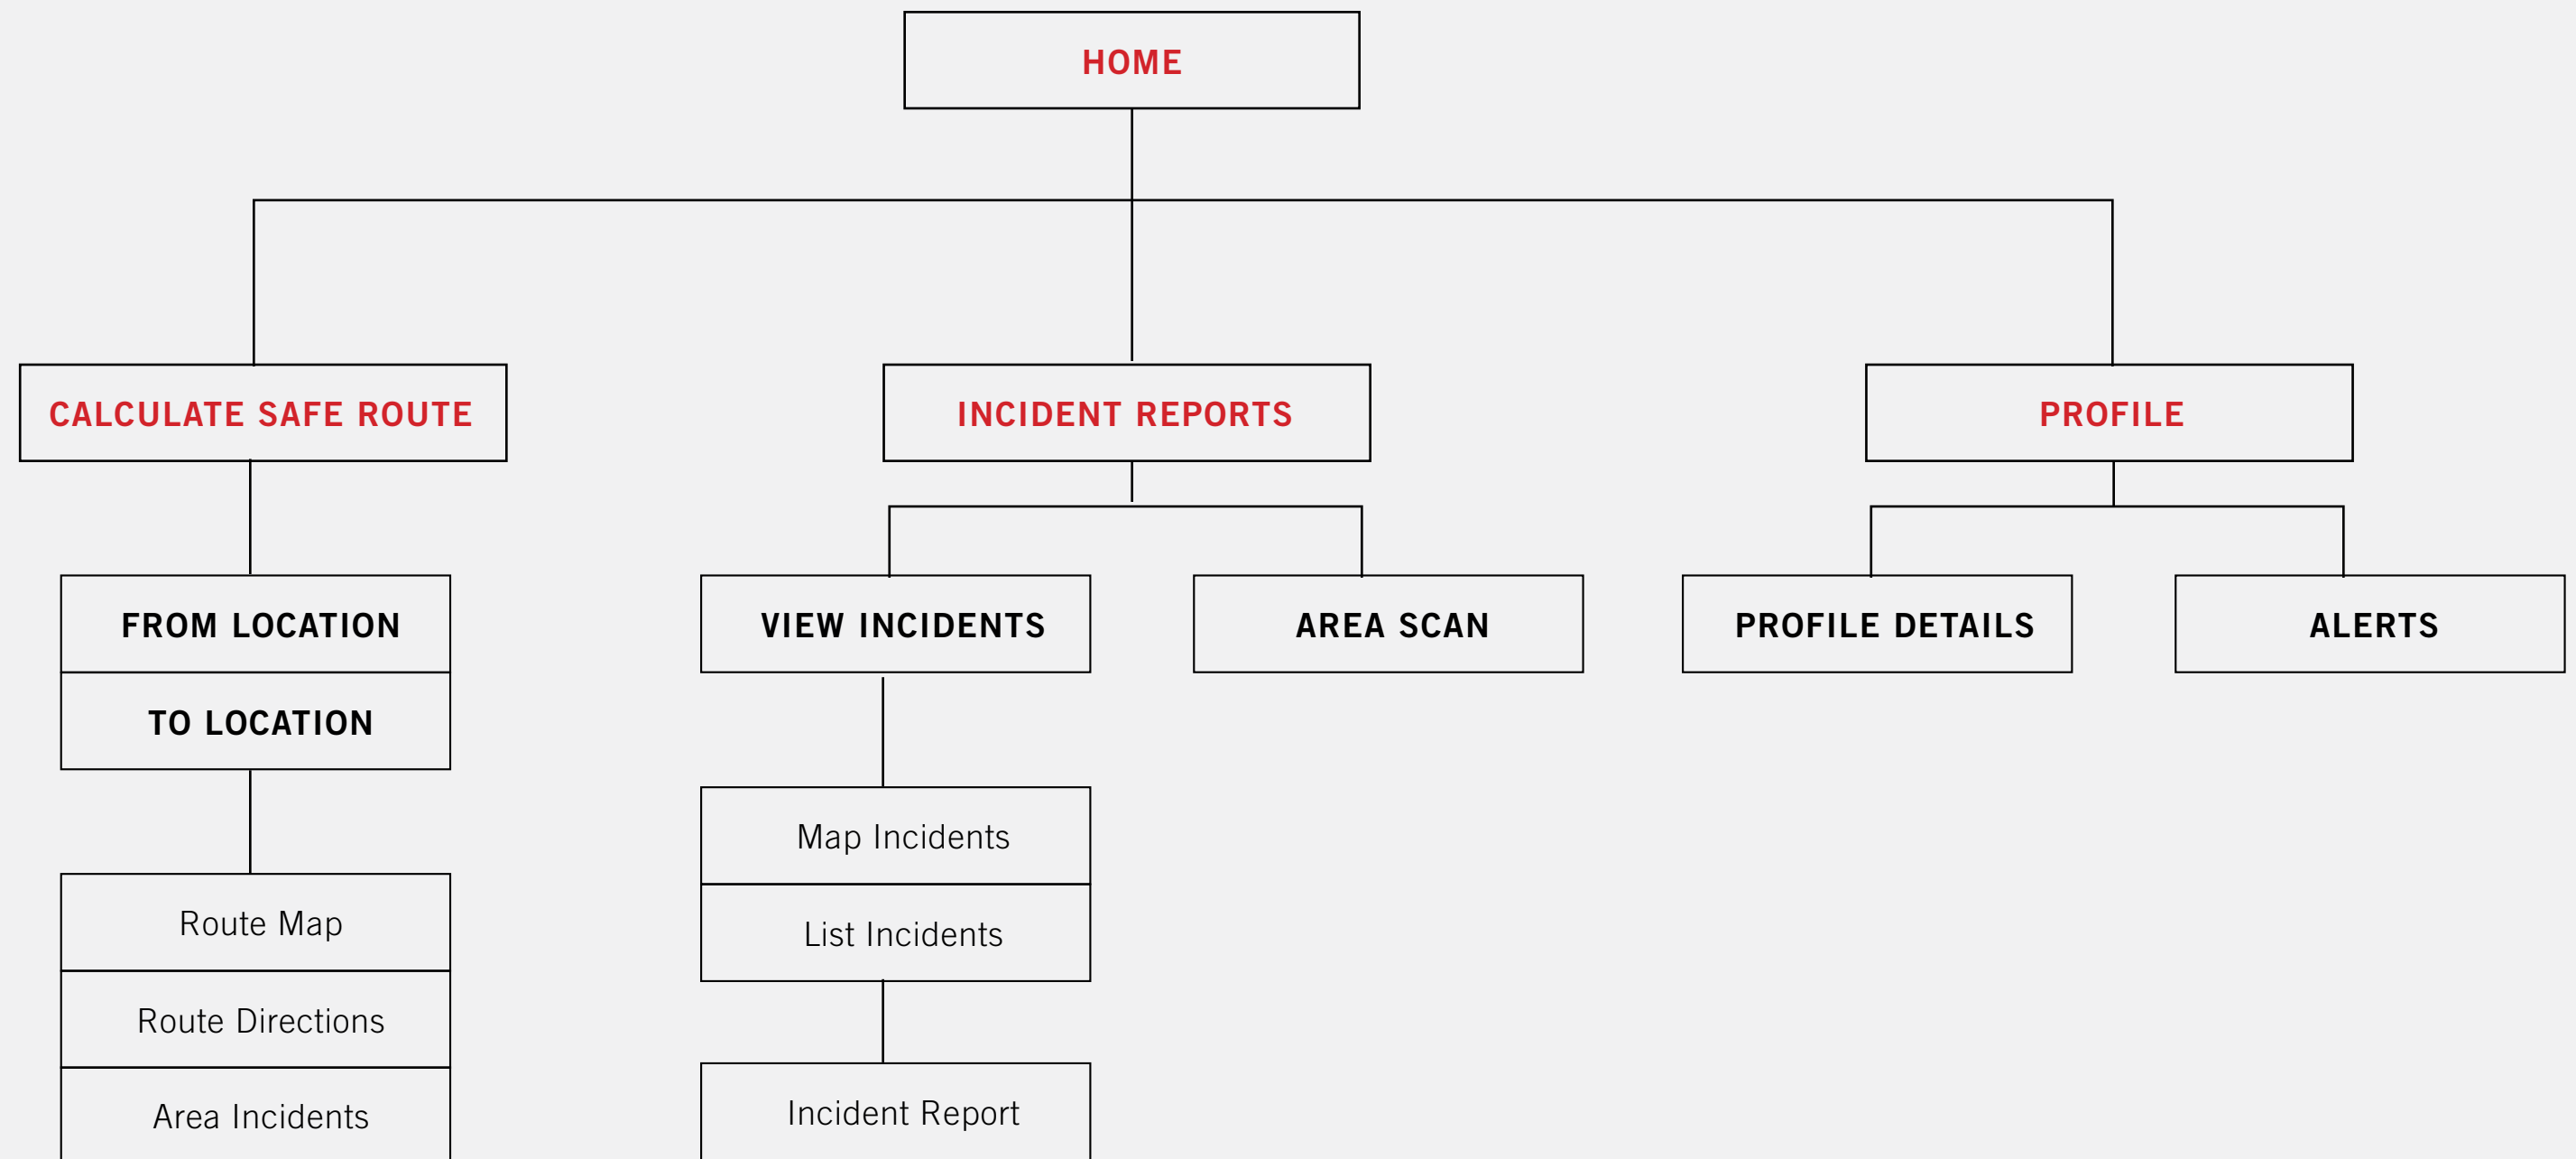 HOME
CALCULATE SAFE ROUTE
INCIDENT REPORTS
PROFILE
FROM LOCATION
TO LOCATION
VIEW INCIDENTS
AREA SCAN
PROFILE DETAILS
ALERTS
Map Incidents
List Incidents
Route Map
Route Directions
Area Incidents
Incident Report